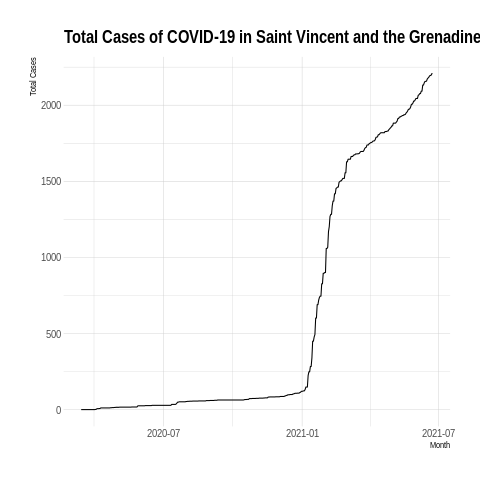 Total Cases of COVID-19 in Saint Vincent and the Grenadine
Total Cases
2000
1500
1000
500
0
2020-07
2021-01
2021-07
Month